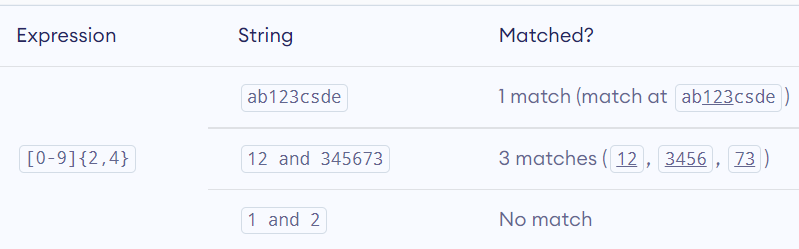 Expression String Matched?
ab123csde 1 match (match at ab123csde )
[0-9]{2,4} 12 and 345673 3 matches ( 12 , 3456 , 73 )
1 and 2 No match